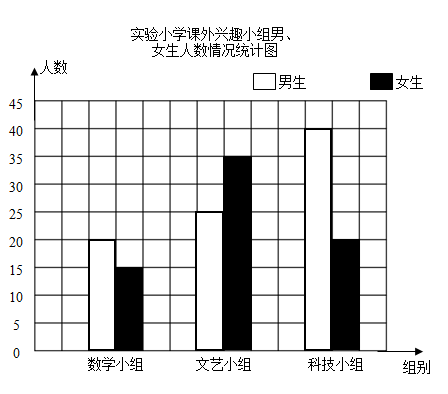 实验小学课外兴趣小组男、
女生人数情况统计图
人数
男生
女生
45
40
35
30
25
20
15
10
5
0
数学小组
文艺小组
科技小组
组别